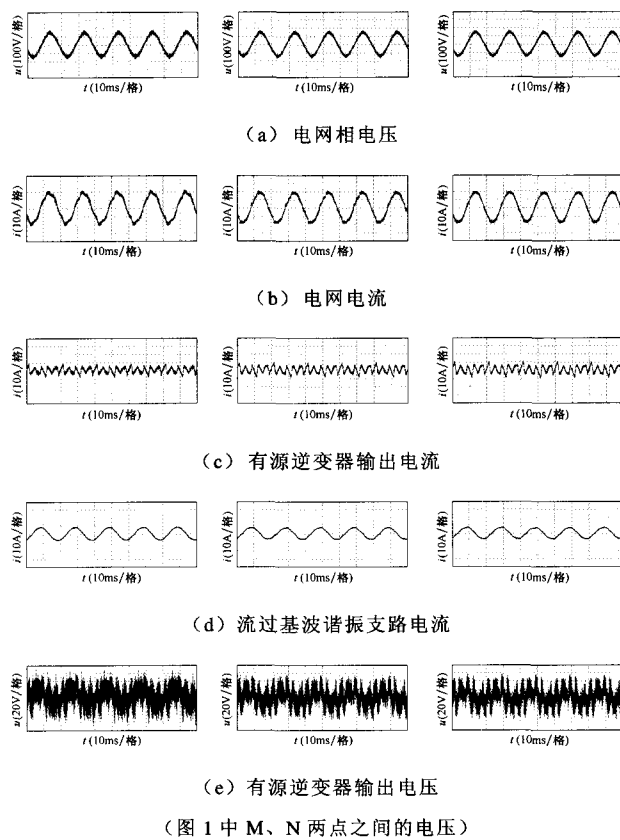 u(100V/格) u(100V/格) u(100V/格)
t(10ms/格) t(10ms/格) t(10ms/格)
(a) 电网相电压
i(10A/格) i(10A/格) i(10A/格)
t(10ms/格) t(10ms/格) t(10ms/格)
(b) 电网电流
i(10A/格) i(10A/格) i(10A/格)
t(10ms/格) t(10ms/格) t(10ms/格)
(c) 有源逆变器输出电流
i(10A/格) i(10A/格) i(10A/格)
t(10ms/格) t(10ms/格) t(10ms/格)
(d) 流过基波谐振支路电流
u(20V/格) u(20V/格) u(20V/格)
t(10ms/格) t(10ms/格) t(10ms/格)
(e) 有源逆变器输出电压
(图 1 中 M、N 两点之间的电压)